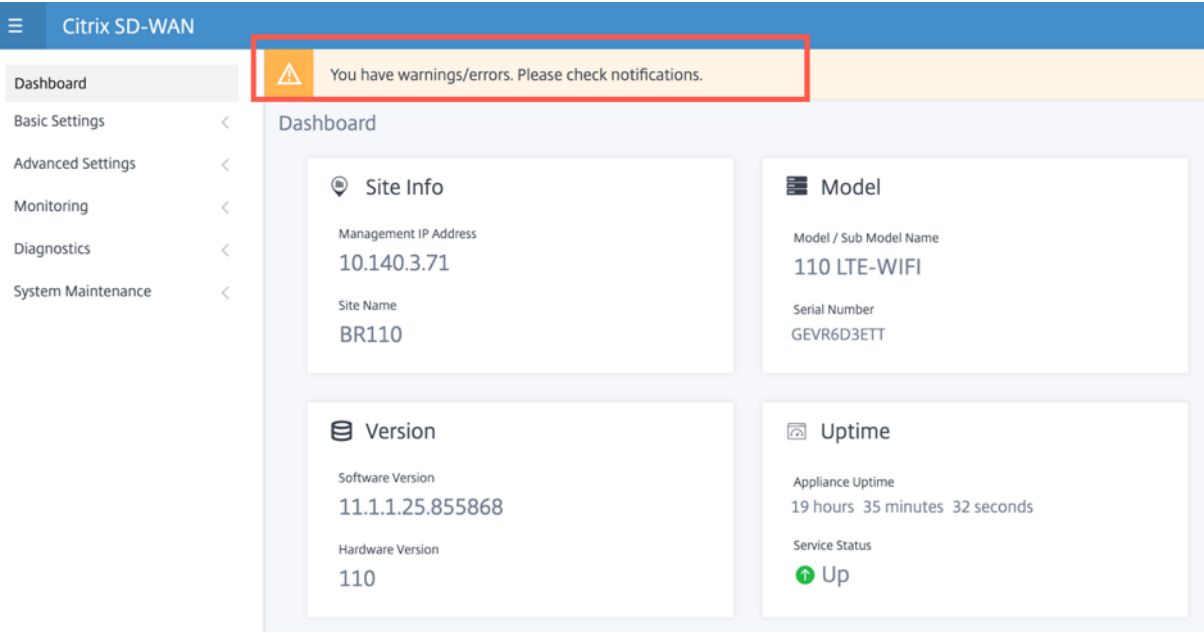 Citrix SD-WAN
You have warnings/errors. Please check notifications.
Dashboard
Basic Settings
Advanced Settings
Monitoring
Diagnostics
System Maintenance
Dashboard
Site Info
Management IP Address
10.140.3.71
Site Name
BR110
Model
Model / Sub Model Name
110 LTE-WIFI
Serial Number
GEVR6D3ETT
Version
Software Version
11.1.1.25.855868
Hardware Version
110
Uptime
Appliance Uptime
19 hours 35 minutes 32 seconds
Service Status
Up